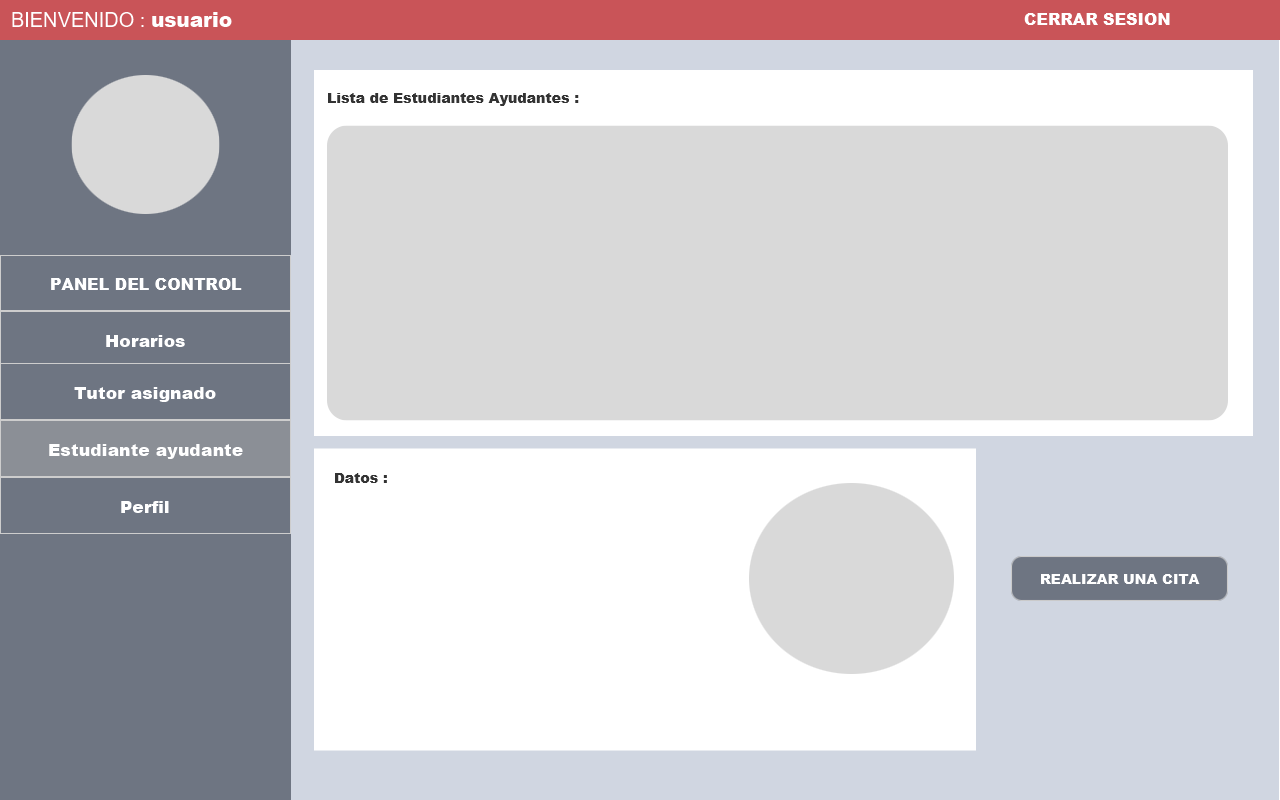 BIENVENIDO : usuario
CERRAR SESION
PANEL DEL CONTROL
Horarios
Tutor asignado
Estudiante ayudante
Perfil
Lista de Estudiantes Ayudantes :
Datos :
REALIZAR UNA CITA